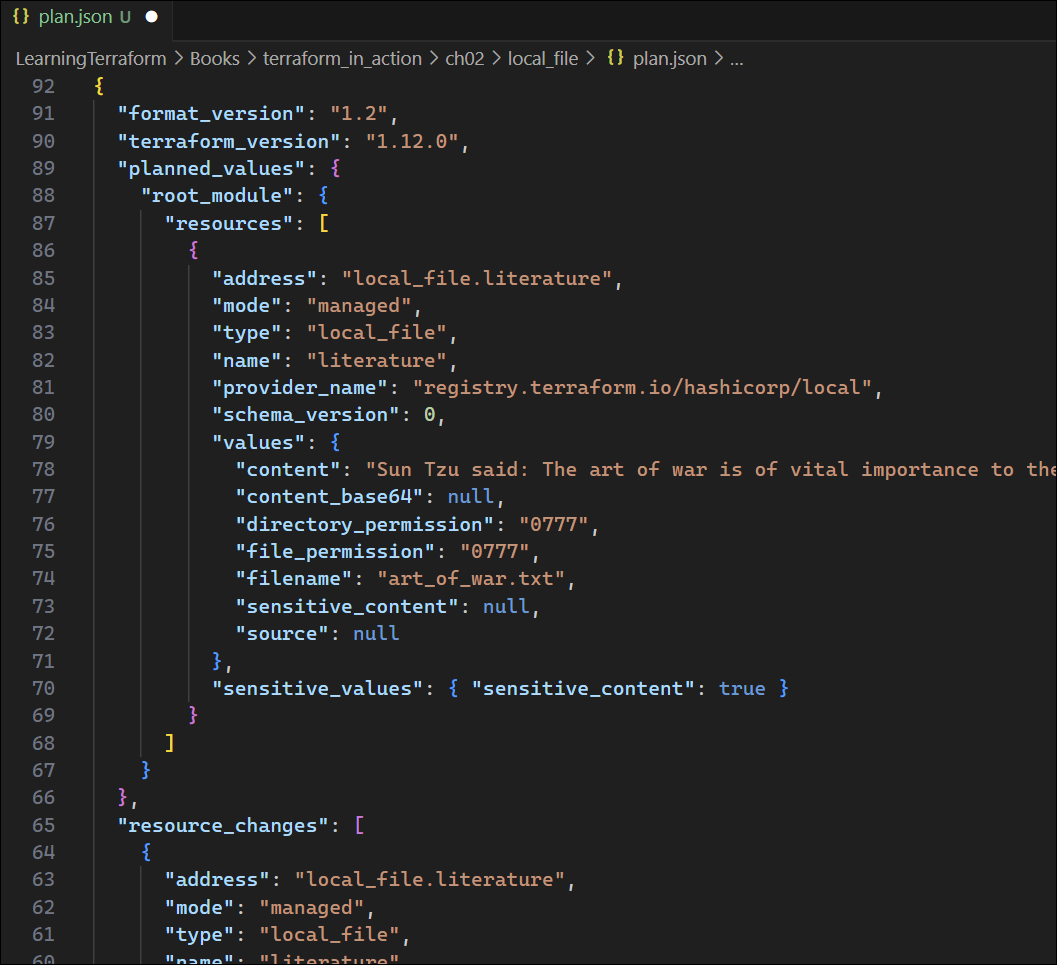 {} plan.json U
LearningTerraform > Books > terraform_in_action > ch02 > local_file > {} plan.json > ...
92 {
91 "format_version": "1.2",
90 "terraform_version": "1.12.0",
89 "planned_values": {
88 "root_module": {
87 "resources": [
86 {
85 "address": "local_file.literature",
84 "mode": "managed",
83 "type": "local_file",
82 "name": "literature",
81 "provider_name": "registry.terraform.io/hashicorp/local",
80 "schema_version": 0,
79 "values": {
78 "content": "Sun Tzu said: The art of war is of vital importance to the
77 "content_base64": null,
76 "directory_permission": "0777",
75 "file_permission": "0777",
74 "filename": "art_of_war.txt",
73 "sensitive_content": null,
72 "source": null
71 },
70 "sensitive_values": { "sensitive_content": true }
69 }
68 ]
67 }
66 },
65 "resource_changes": [
64 {
63 "address": "local_file.literature",
62 "mode": "managed",
61 "type": "local_file",
60 "name": "literature"